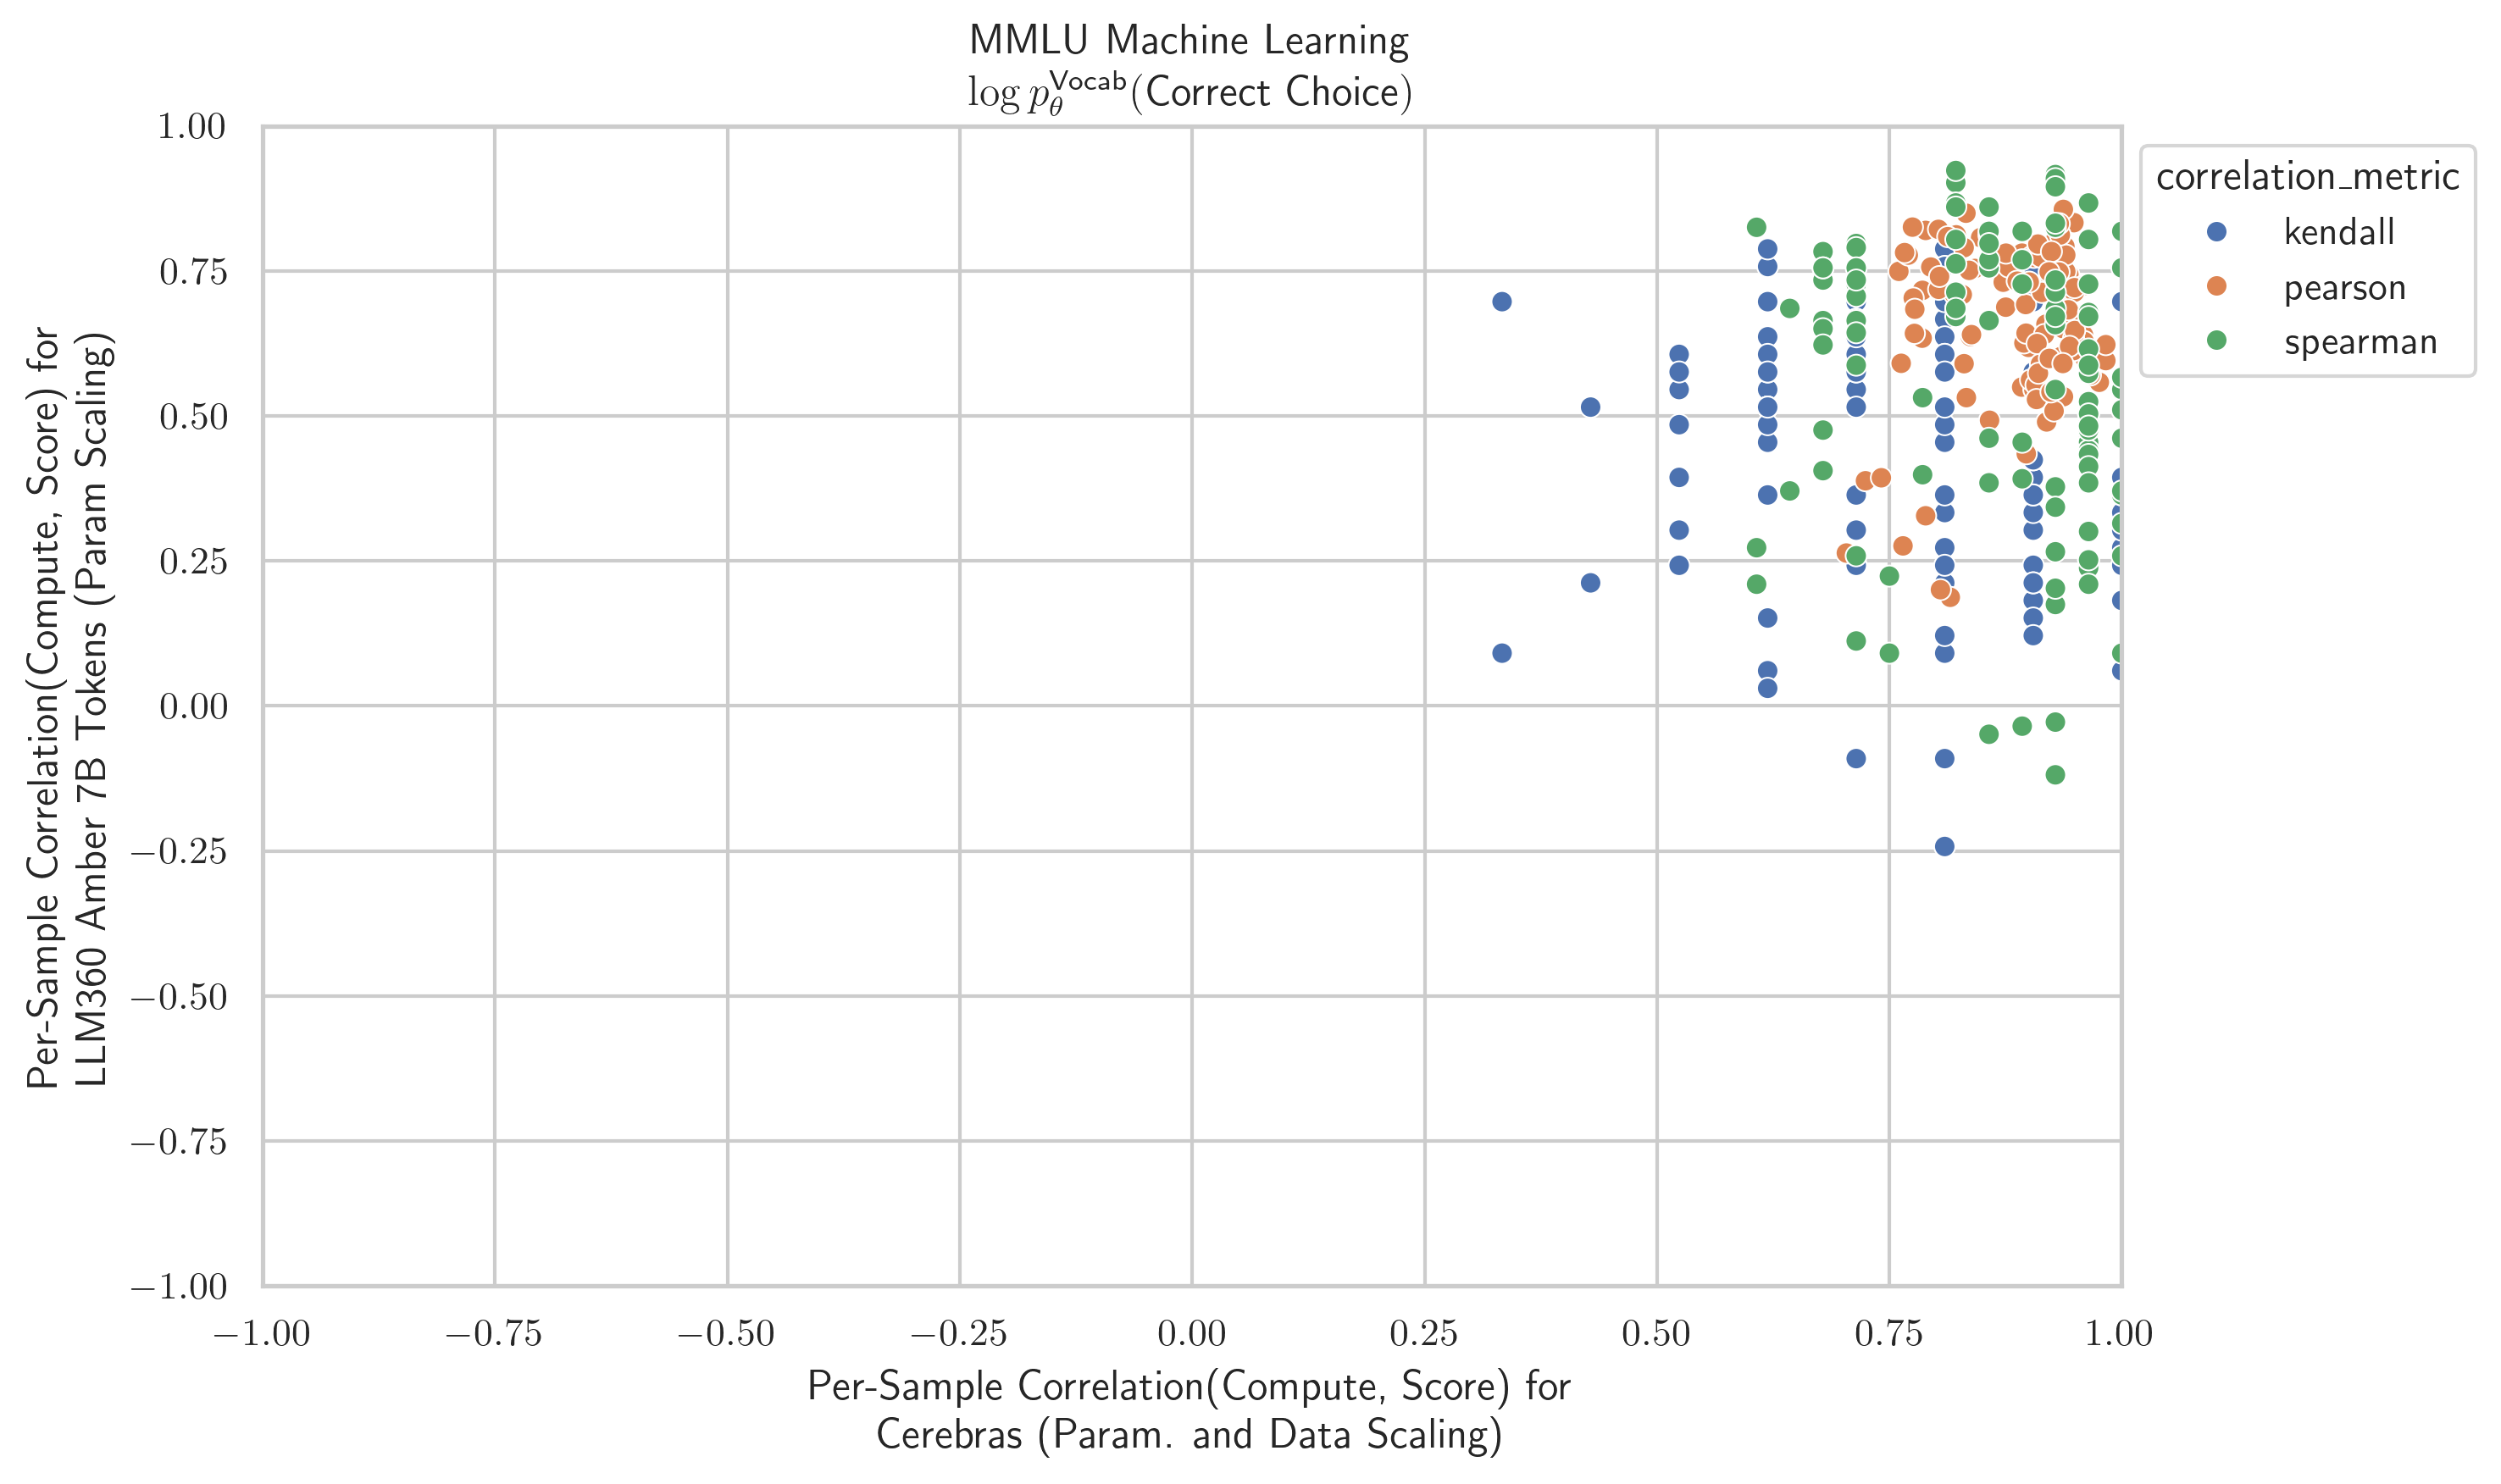 MMLU Machine Learning
log p_θ^Vocab(Correct Choice)
Per-Sample Correlation(Compute, Score) for
LLM360 Amber 7B Tokens (Param Scaling)
1.00
0.75
0.50
0.25
0.00
−0.25
−0.50
−0.75
−1.00
correlation_metric
kendall
pearson
spearman
−1.00 −0.75 −0.50 −0.25 0.00 0.25 0.50 0.75 1.00
Per-Sample Correlation(Compute, Score) for
Cerebras (Param. and Data Scaling)